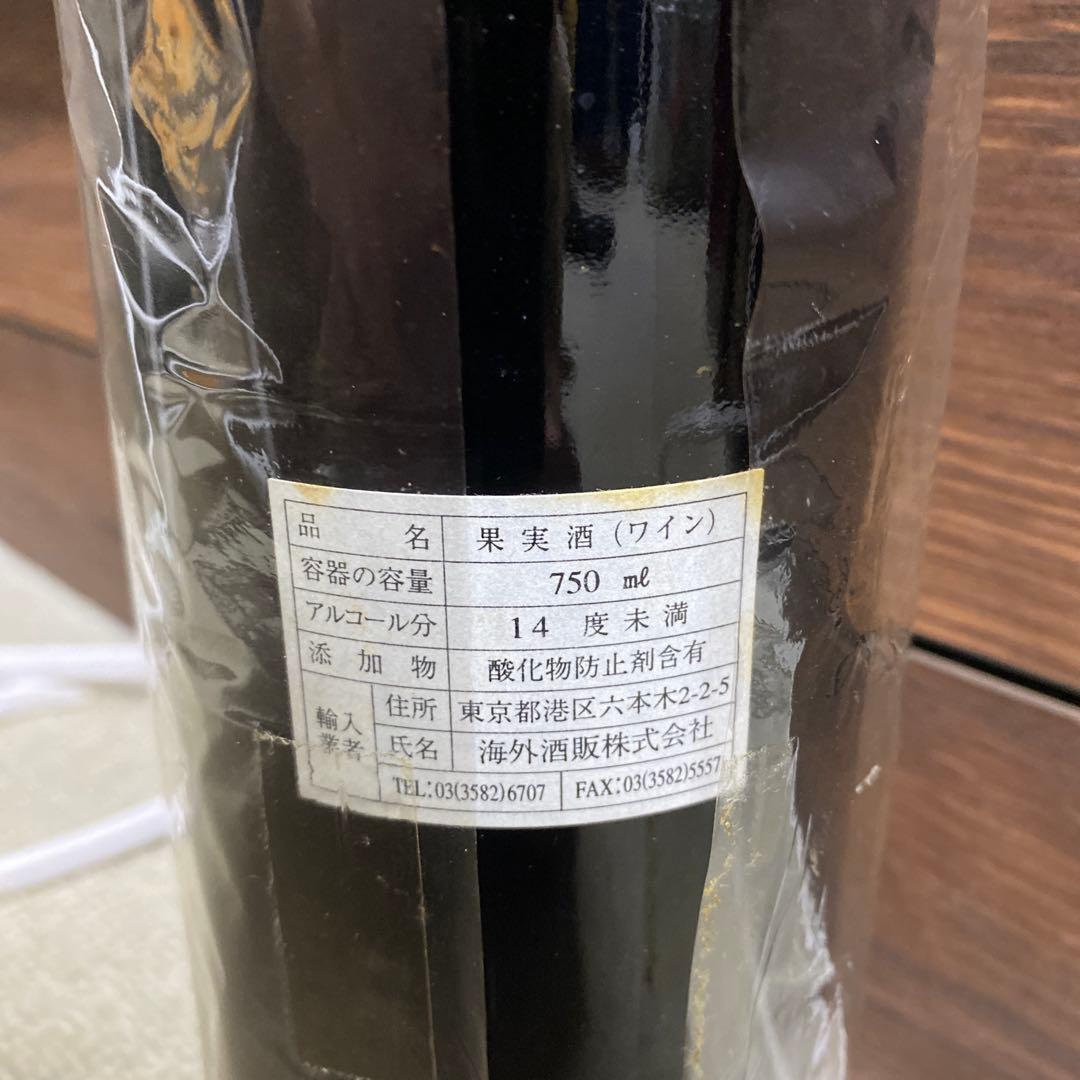 品名 果実酒(ワイン)
容器の容量 750 ㎖
アルコール分 14 度未満
添加物 酸化物防止剤含有
輸入業者 住所 東京都港区六本木2-2-5
氏名 海外酒販株式会社
TEL:03(3582)6707 FAX:03(3582)5557